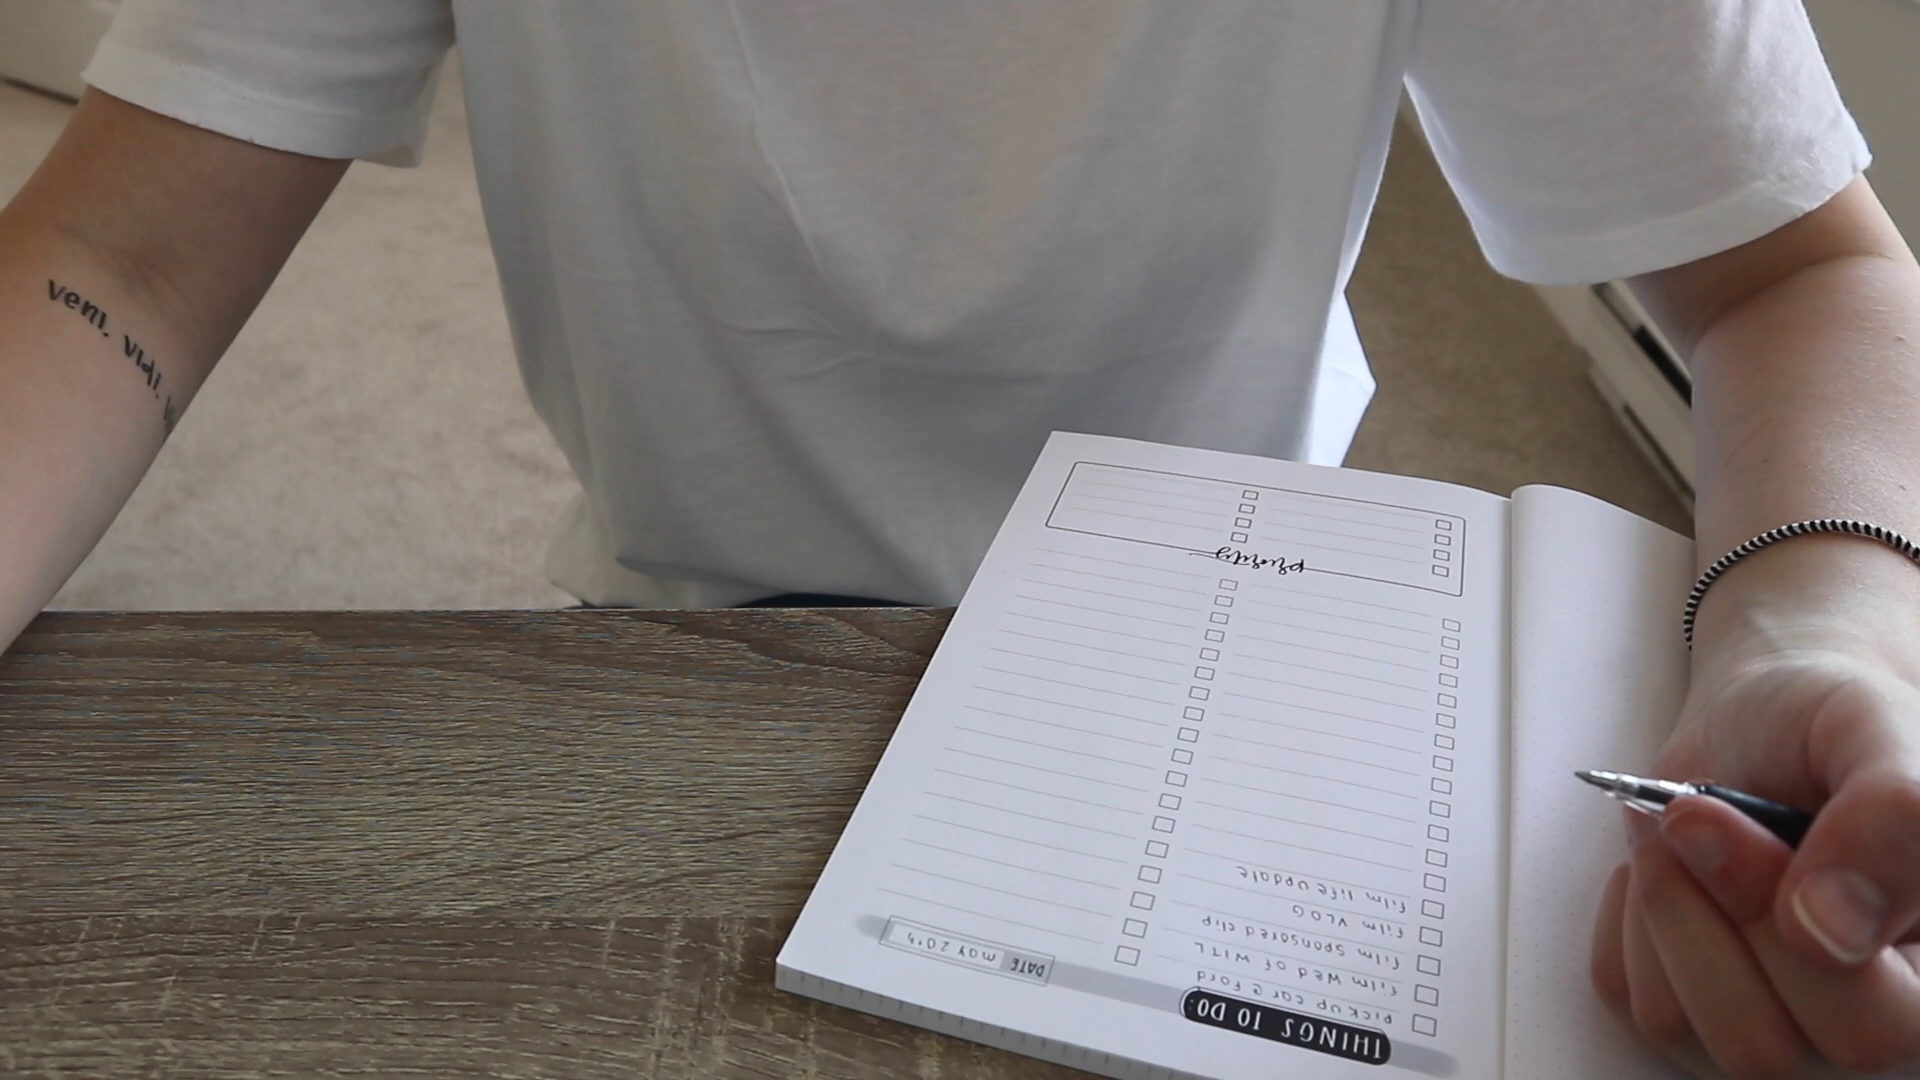 veni. vidi. v
THINGS TO DO:
DATE may 20th
pick up car @ Ford
film wed of WITL
film sponsored clip
film VLOG
film life update
priority